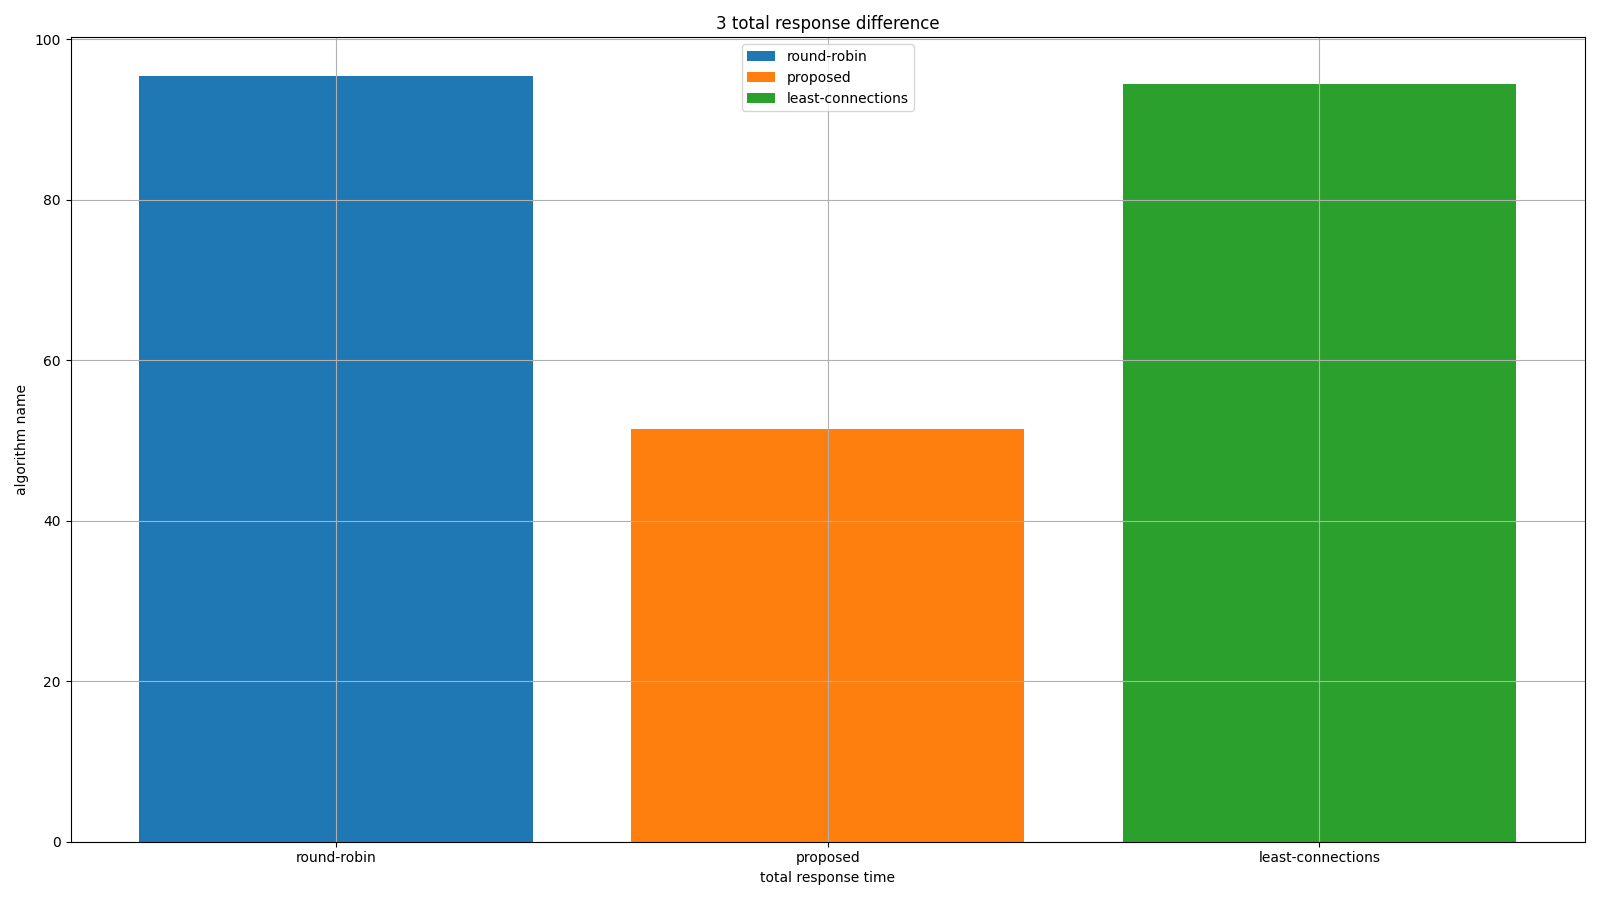 3 total response difference
round-robin
proposed
least-connections
100
80
60
40
20
0
algorithm name
round-robin
proposed
least-connections
total response time